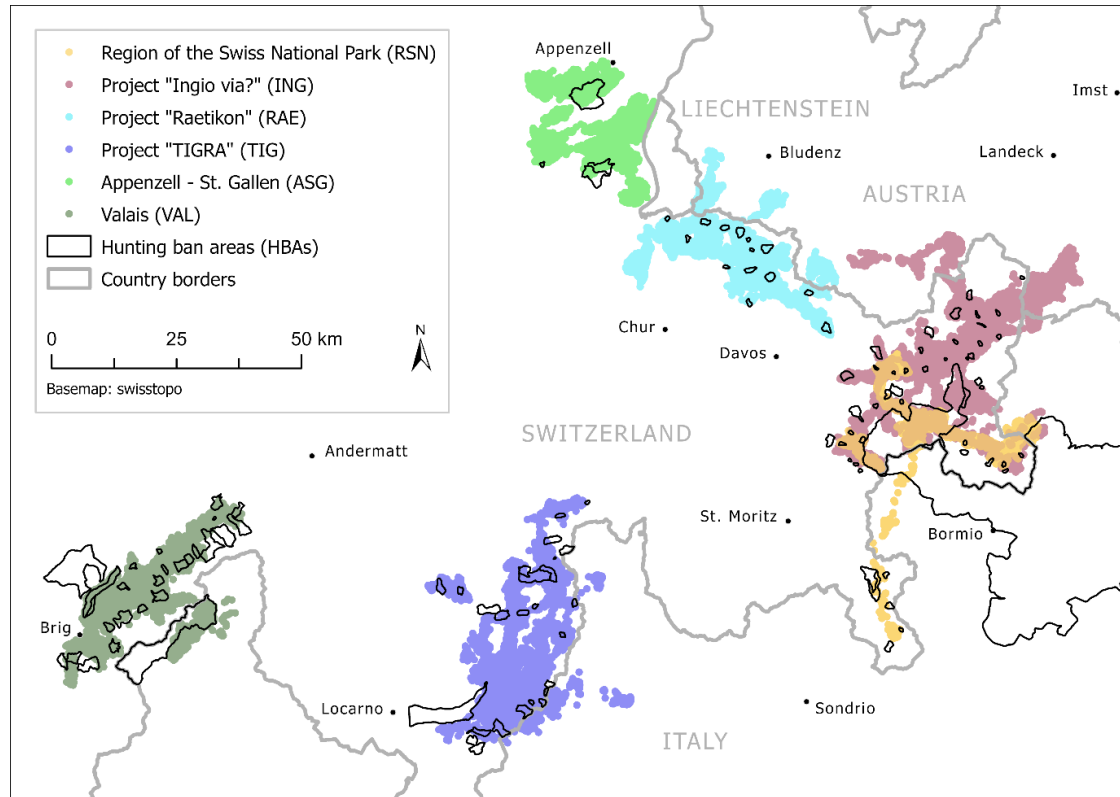 Region of the Swiss National Park (RSN)
Project "Ingio via?" (ING)
Project "Raetikon" (RAE)
Project "TIGRA" (TIG)
Appenzell - St. Gallen (ASG)
Valais (VAL)
Hunting ban areas (HBAs)
Country borders
0 25 50 km
N
Basemap: swisstopo
Appenzell
Imst
LIECHTENSTEIN
Bludenz
Landeck
AUSTRIA
Chur
Davos
SWITZERLAND
Andermatt
St. Moritz
Bormio
Brig
Locarno
Sondrio
ITALY